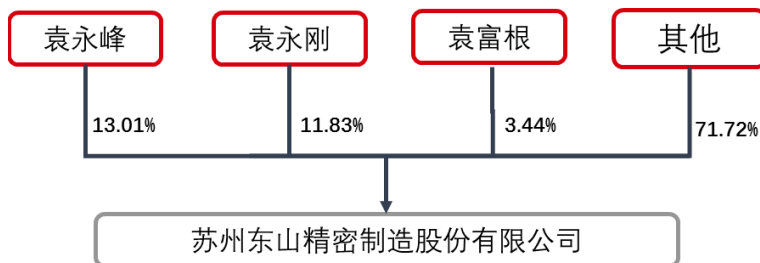 袁永峰
袁永刚
袁富根
其他
13.01%
11.83%
3.44%
71.72%
苏州东山精密制造股份有限公司